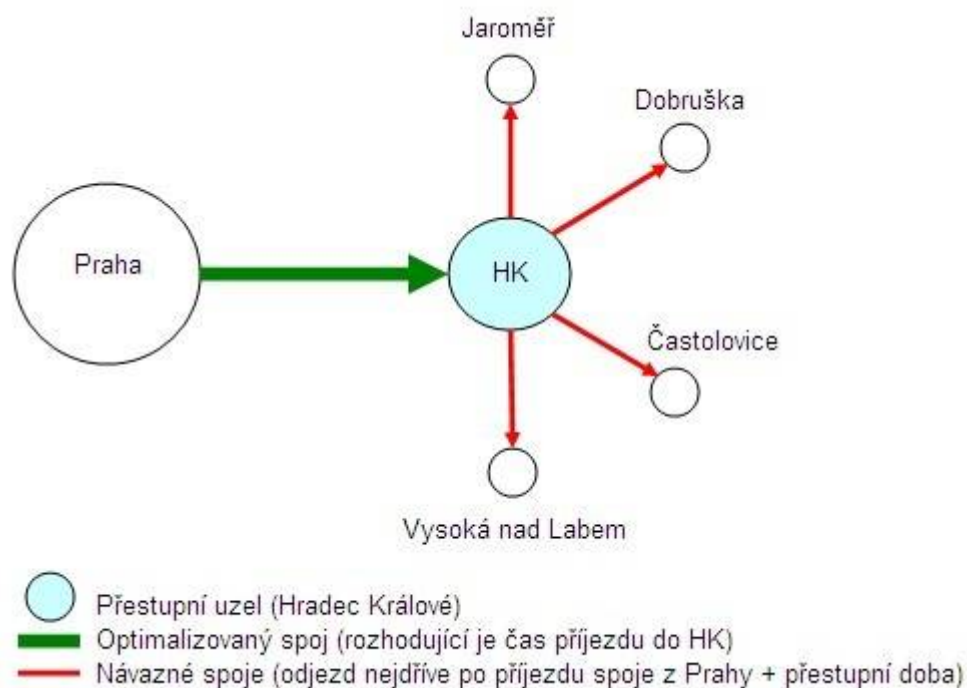 Jaroměř
Dobruška
Praha
HK
Častolovice
Vysoká nad Labem
Přestupní uzel (Hradec Králové)
Optimalizovaný spoj (rozhodující je čas příjezdu do HK)
Návazné spoje (odjezd nejdříve po příjezdu spoje z Prahy + přestupní doba)